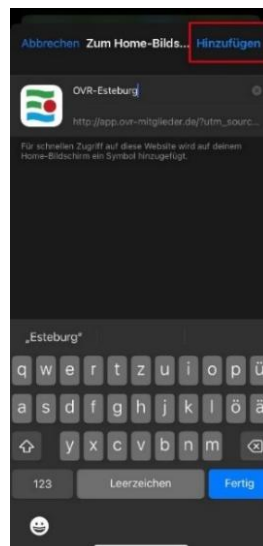 Abbrechen Zum Home-Bilds... Hinzufügen
OVR-Esteburg
http://app.ovr-mitglieder.de/?utm_sourc...
Für schnellen Zugriff auf diese Website wird auf deinem
Home-Bildschirm ein Symbol hinzugefügt.
„Esteburg“
q w e r t z u i o p ü
a s d f g h j k l ö ä
y x c v b n m
123 Leerzeichen Fertig